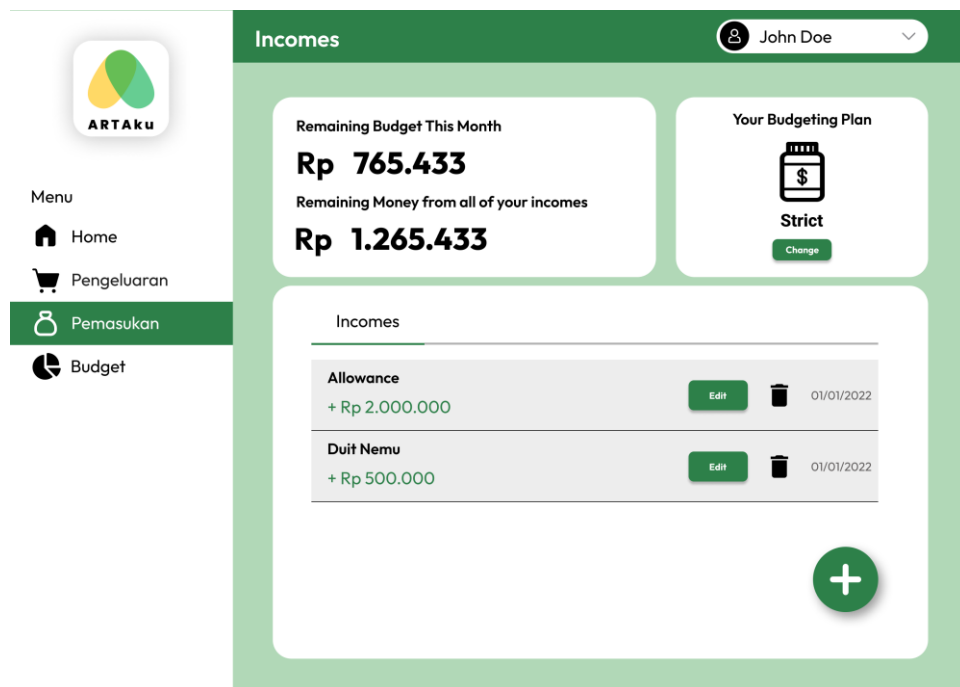 ARTAku
Menu
Home
Pengeluaran
Pemasukan
Budget
Incomes
John Doe
Remaining Budget This Month
Rp 765.433
Remaining Money from all of your incomes
Rp 1.265.433
Your Budgeting Plan
$
Strict
Change
Incomes
Allowance
+ Rp 2.000.000
Edit
01/01/2022
Duit Nemu
+ Rp 500.000
Edit
01/01/2022